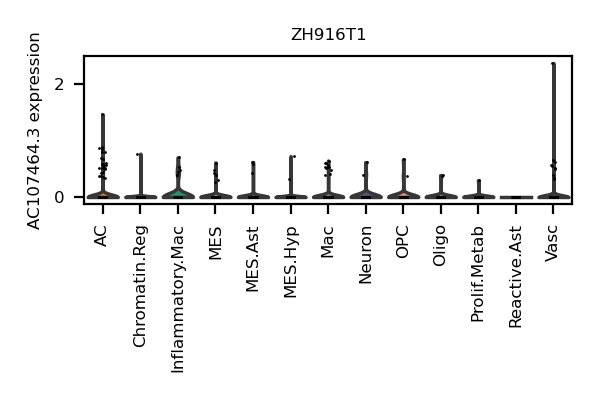 ZH916T1
AC107464.3 expression
2
0
AC
Chromatin.Reg
Inflammatory.Mac
MES
MES.Ast
MES.Hyp
Mac
Neuron
OPC
Oligo
Prolif.Metab
Reactive.Ast
Vasc